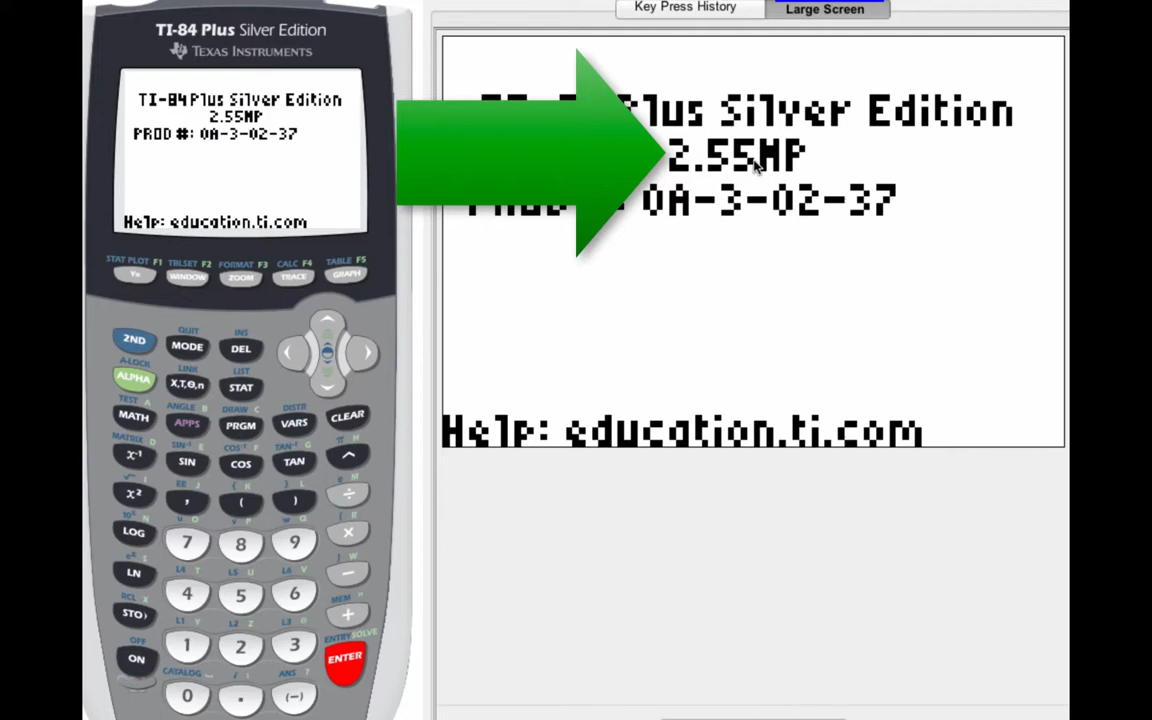 Key Press History
Large Screen
TI-84 Plus Silver Edition
TEXAS INSTRUMENTS
TI-84 Plus Silver Edition
2.55MP
PROD #: 0A-3-02-37
Help: education.ti.com
Plus Silver Edition
2.55MP
0A-3-02-37
Help: education.ti.com
STAT PLOT F1 TBLSET F2 FORMAT F3 CALC F4 TABLE F5
Y= WINDOW ZOOM TRACE GRAPH
QUIT INS
2ND MODE DEL
A-LOCK LINK LIST
ALPHA X,T,Θ,n STAT
TEST A ANGLE B DRAW C DISTR
MATH APPS PRGM VARS CLEAR
MATRIX D SIN⁻¹ E COS⁻¹ F TAN⁻¹ G π H
X⁻¹ SIN COS TAN ^
√ I EE J { K } L e M
X² , ( ) ÷
10ˣ N u O v P w Q [ R
LOG 7 8 9 ×
eˣ S L4 T L5 U L6 V ] W
LN 4 5 6 −
RCL X L1 Y L2 Z L3 θ MEM "
STO› 1 2 3 +
OFF CATALOG i : ANS ? ENTRY SOLVE
ON 0 . (−) ENTER